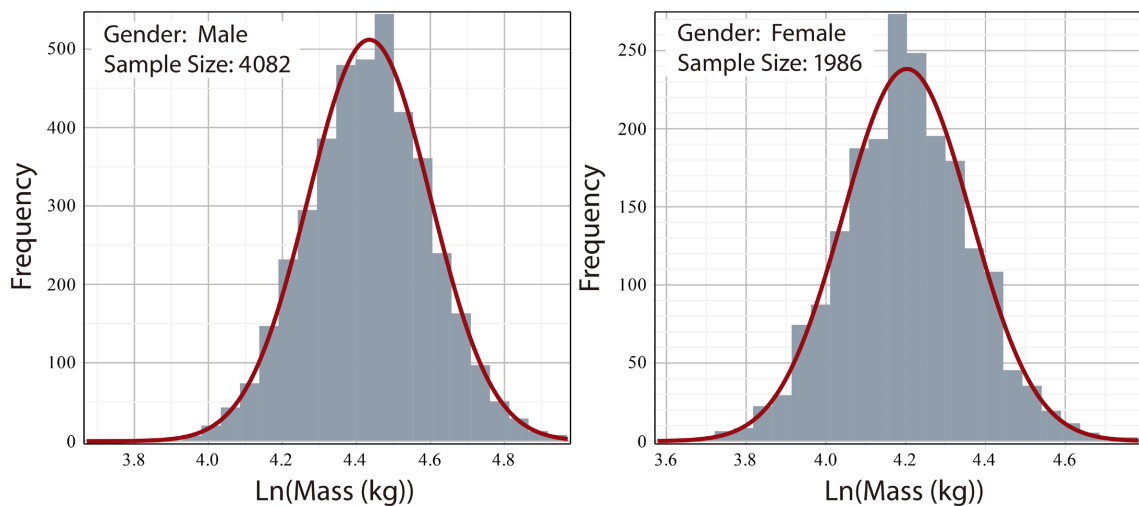 Gender: Male
Sample Size: 4082
500
400
300
200
100
0
Frequency
3.8 4.0 4.2 4.4 4.6 4.8
Ln(Mass (kg))
Gender: Female
Sample Size: 1986
250
200
150
100
50
0
Frequency
3.6 3.8 4.0 4.2 4.4 4.6
Ln(Mass (kg))